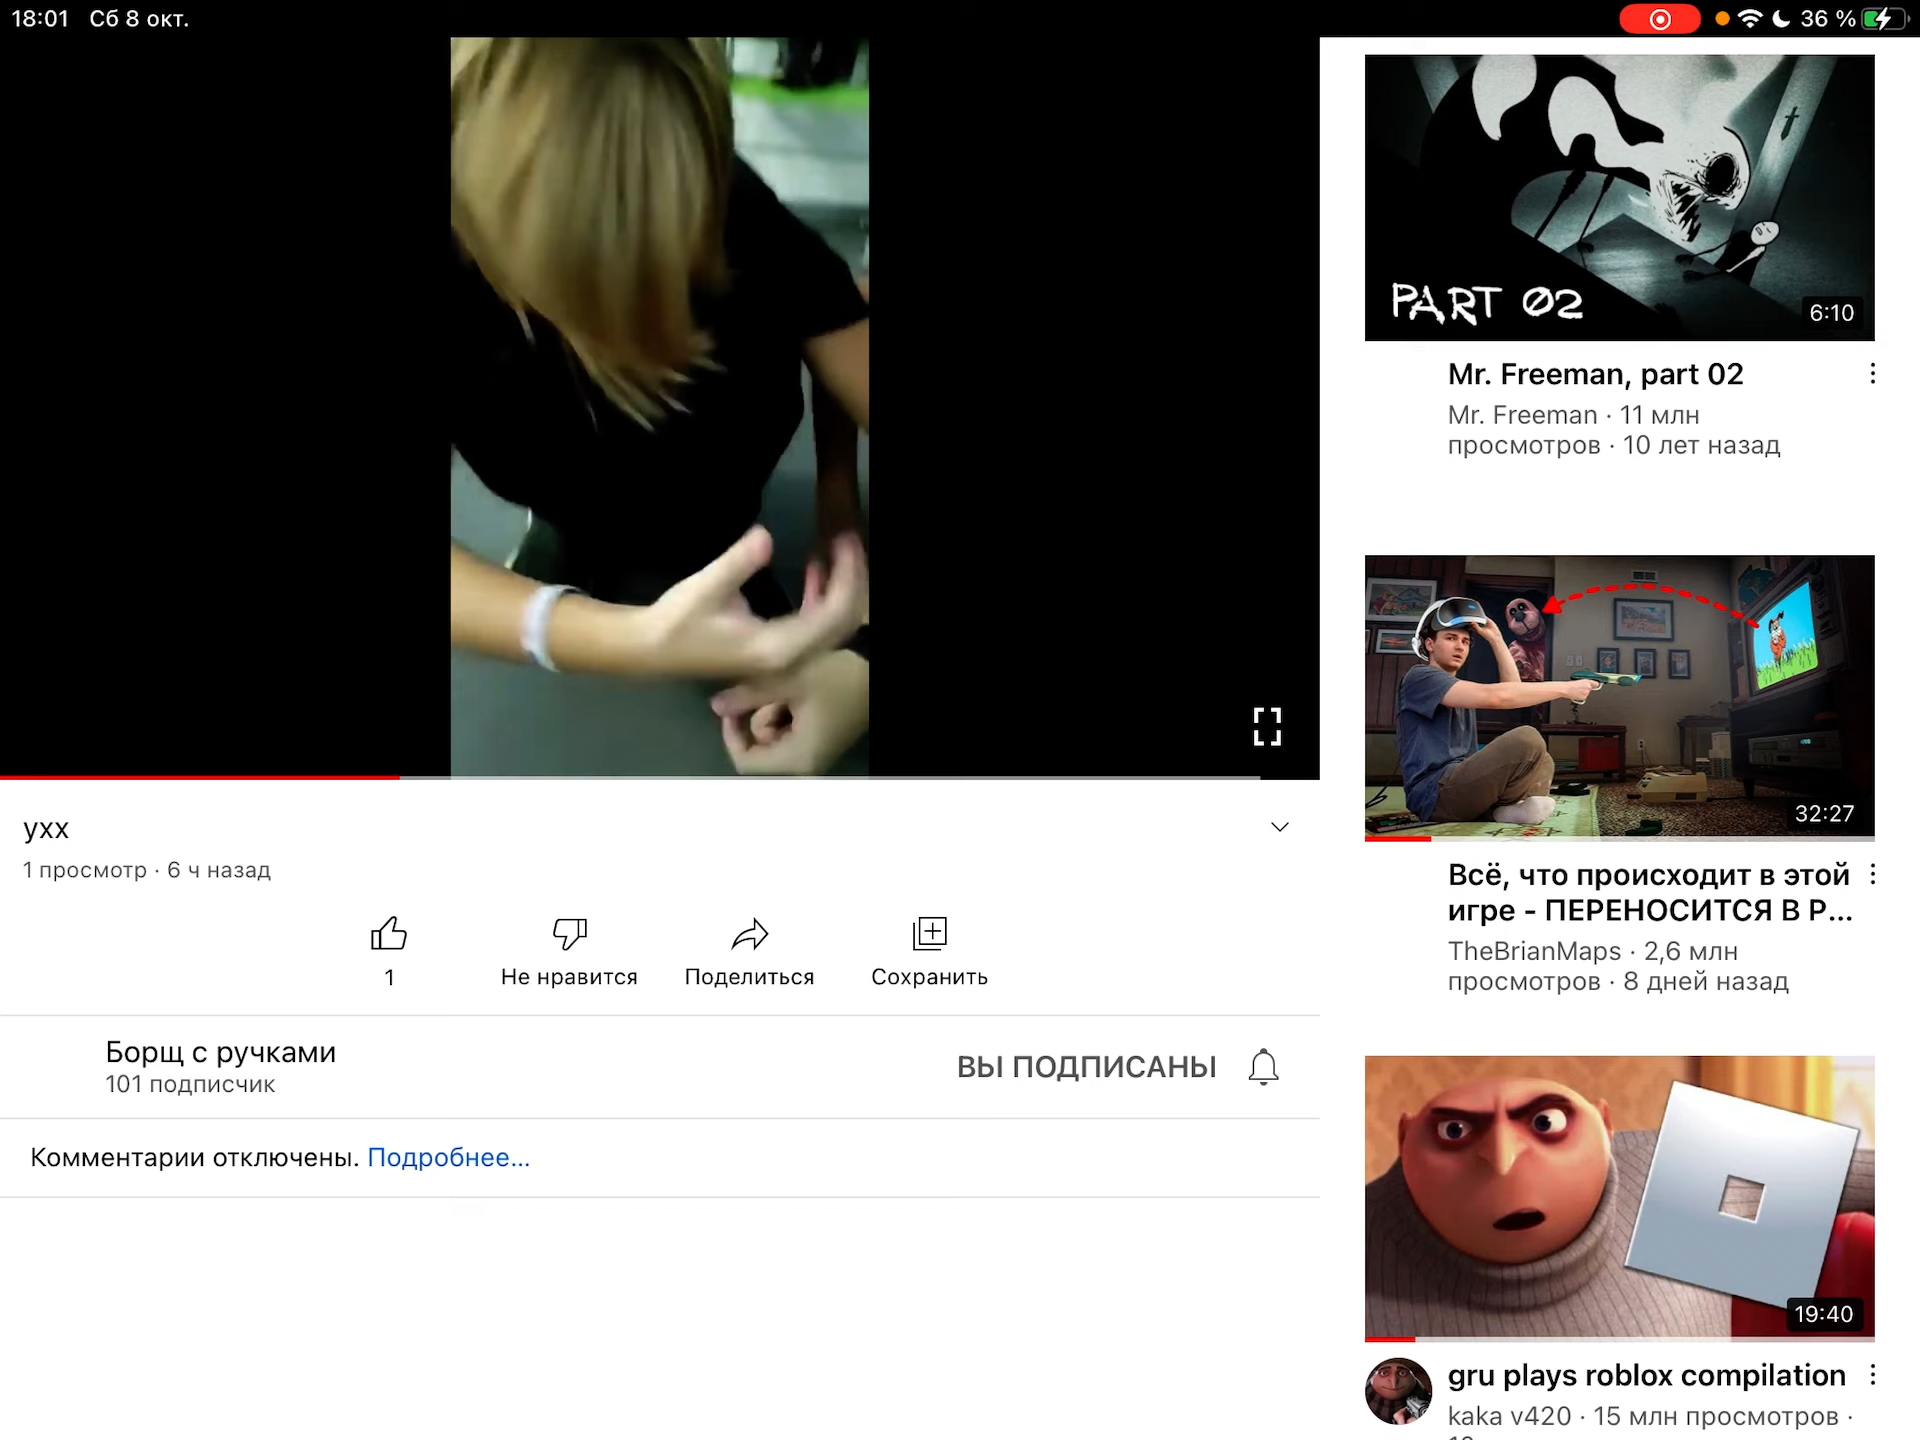 18:01 Сб 8 окт.
36 %
ухх
1 просмотр · 6 ч назад
1
Не нравится
Поделиться
Сохранить
Борщ с ручками
101 подписчик
ВЫ ПОДПИСАНЫ
Комментарии отключены. Подробнее...
PART 02
6:10
Mr. Freeman, part 02
Mr. Freeman · 11 млн
просмотров · 10 лет назад
32:27
Всё, что происходит в этой
игре - ПЕРЕНОСИТСЯ В Р...
TheBrianMaps · 2,6 млн
просмотров · 8 дней назад
19:40
gru plays roblox compilation
kaka v420 · 15 млн просмотров ·